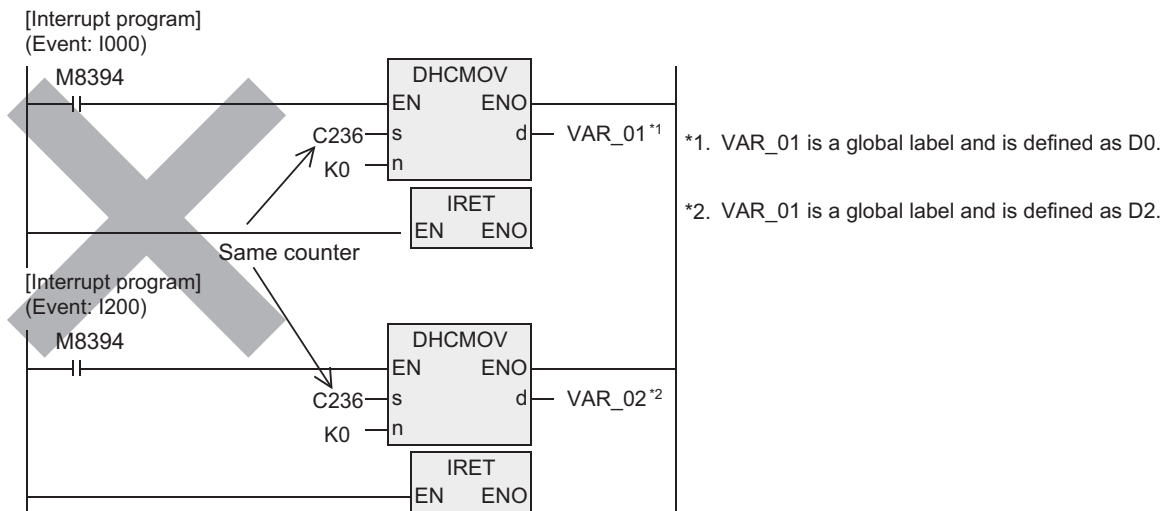 [Interrupt program]
(Event: I000)
M8394
DHCMOV
EN ENO
C236 s d VAR_01*1
K0 n
*1. VAR_01 is a global label and is defined as D0.
IRET
EN ENO
*2. VAR_01 is a global label and is defined as D2.
Same counter
[Interrupt program]
(Event: I200)
M8394
DHCMOV
EN ENO
C236 s d VAR_02*2
K0 n
IRET
EN ENO